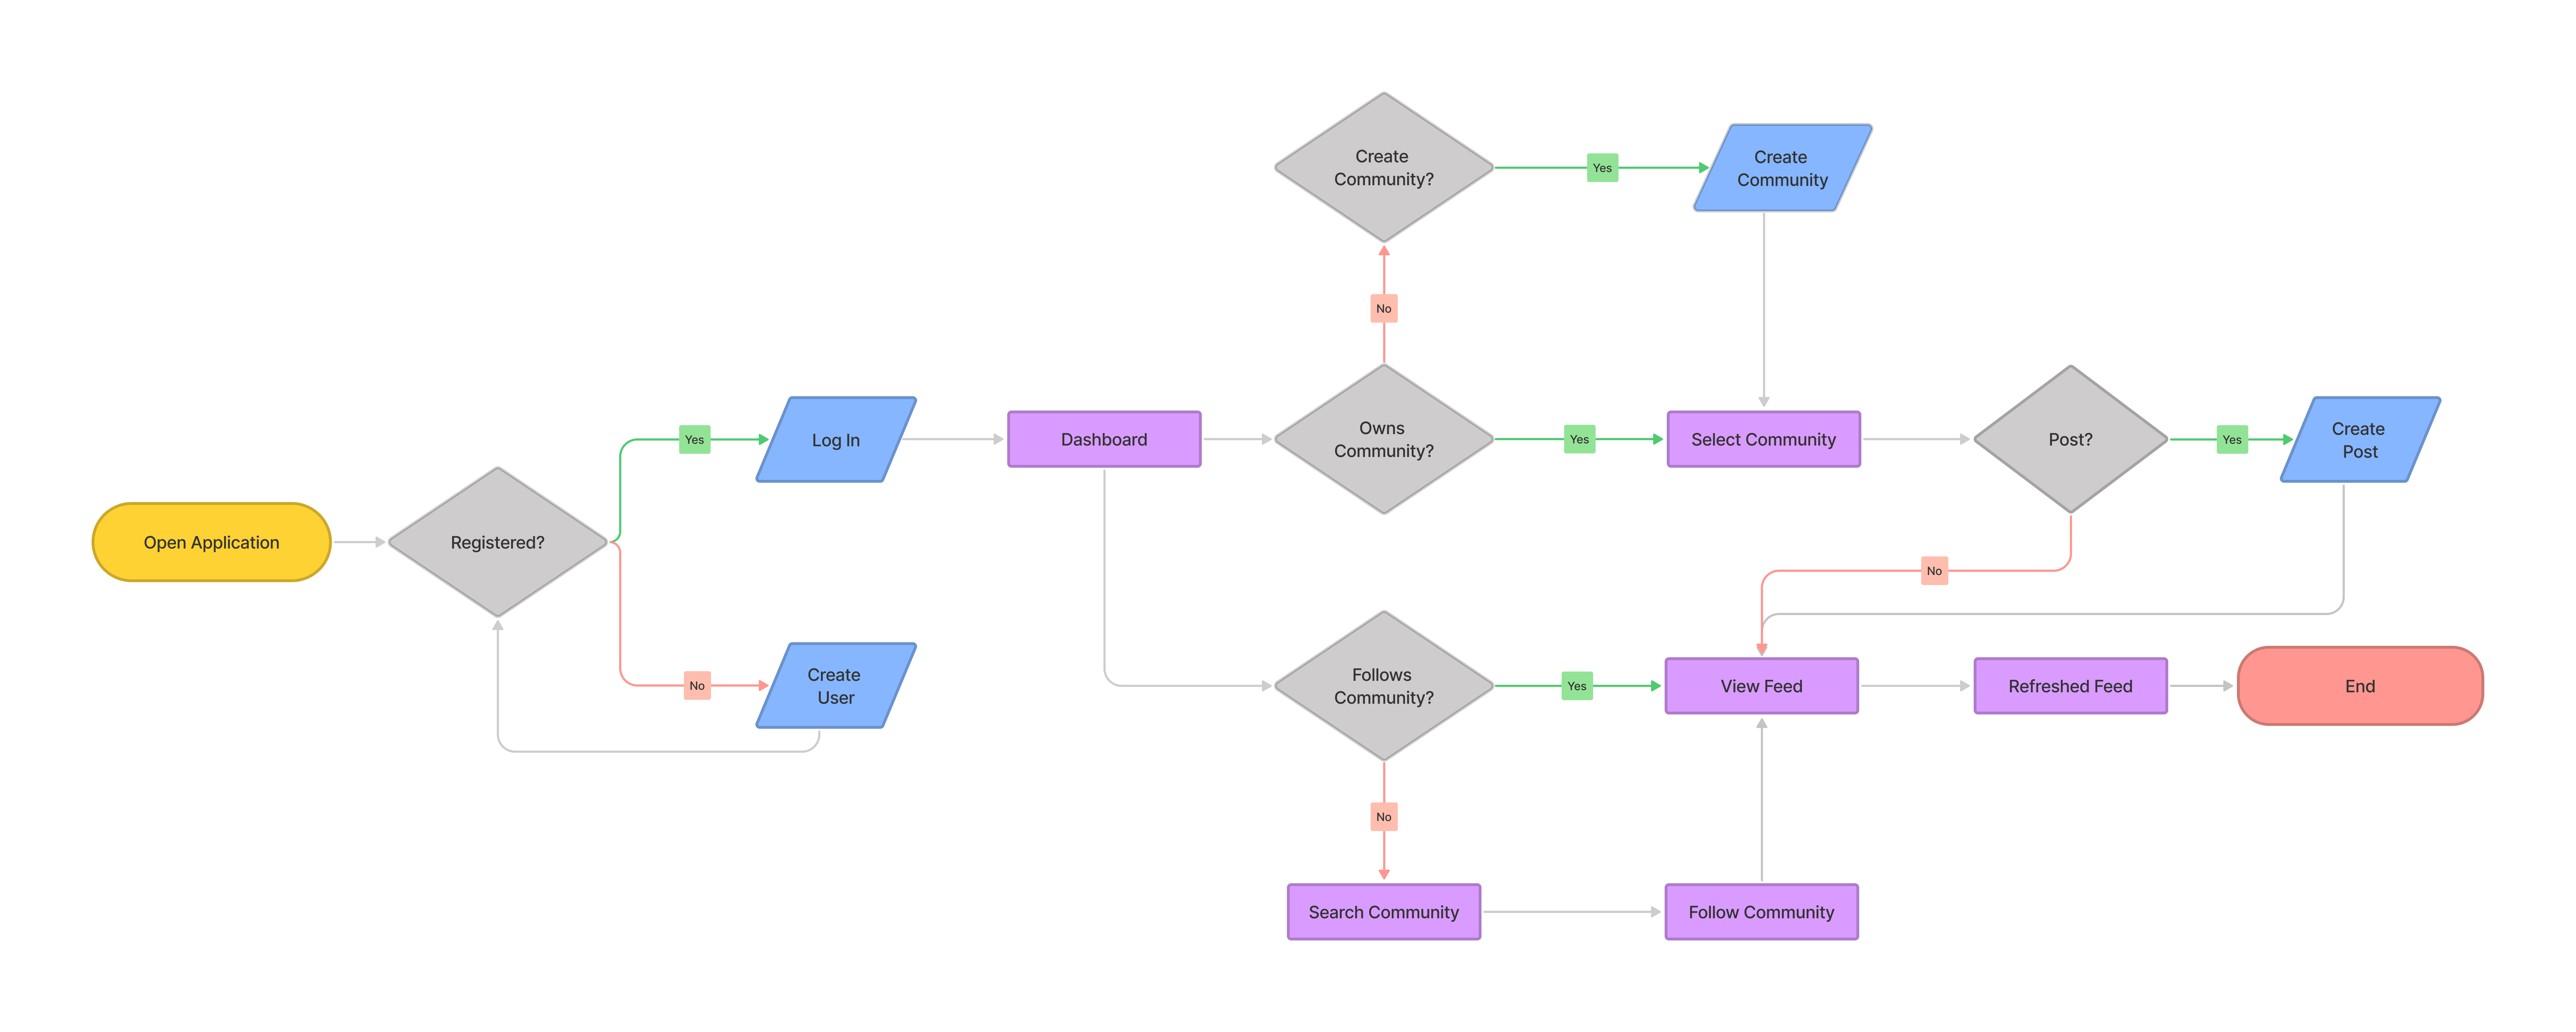 Create
Community?
Yes
Create
Community
No
Open Application
Registered?
Yes
Log In
Dashboard
Owns
Community?
Yes
Select Community
Post?
Yes
Create
Post
No
No
Create
User
Follows
Community?
Yes
View Feed
Refreshed Feed
End
No
Search Community
Follow Community